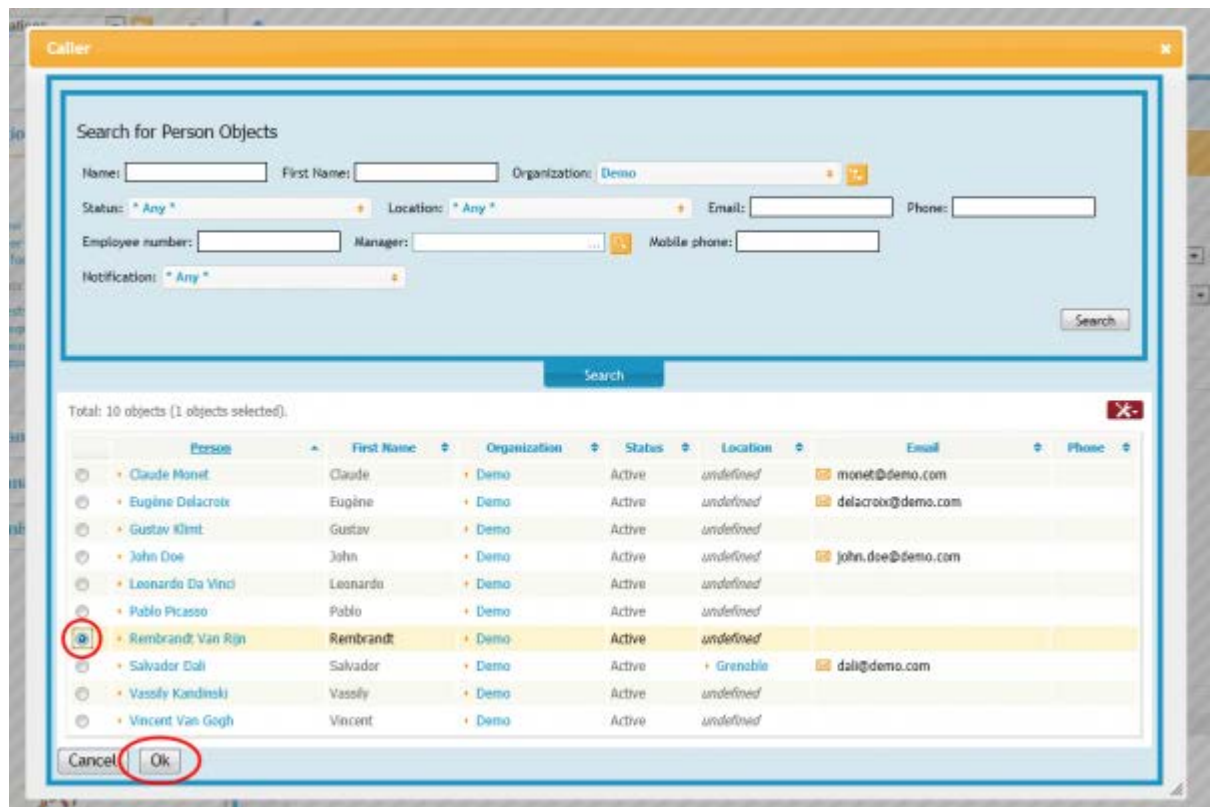 Caller
Search for Person Objects
Name: First Name: Organization: Demo
Status: * Any * Location: * Any * Email: Phone:
Employee number: Manager: ... Mobile phone:
Notification: * Any *
Search
Search
Total: 10 objects (1 objects selected).
Person First Name Organization Status Location Email Phone
Claude Monet Claude Demo Active undefined monet@demo.com
Eugène Delacroix Eugène Demo Active undefined delacroix@demo.com
Gustav Klimt Gustav Demo Active undefined
John Doe John Demo Active undefined john.doe@demo.com
Leonardo Da Vinci Leonardo Demo Active undefined
Pablo Picasso Pablo Demo Active undefined
Rembrandt Van Rijn Rembrandt Demo Active undefined
Salvador Dali Salvador Demo Active Grenoble dali@demo.com
Vassily Kandinski Vassily Demo Active undefined
Vincent Van Gogh Vincent Demo Active undefined
Cancel Ok